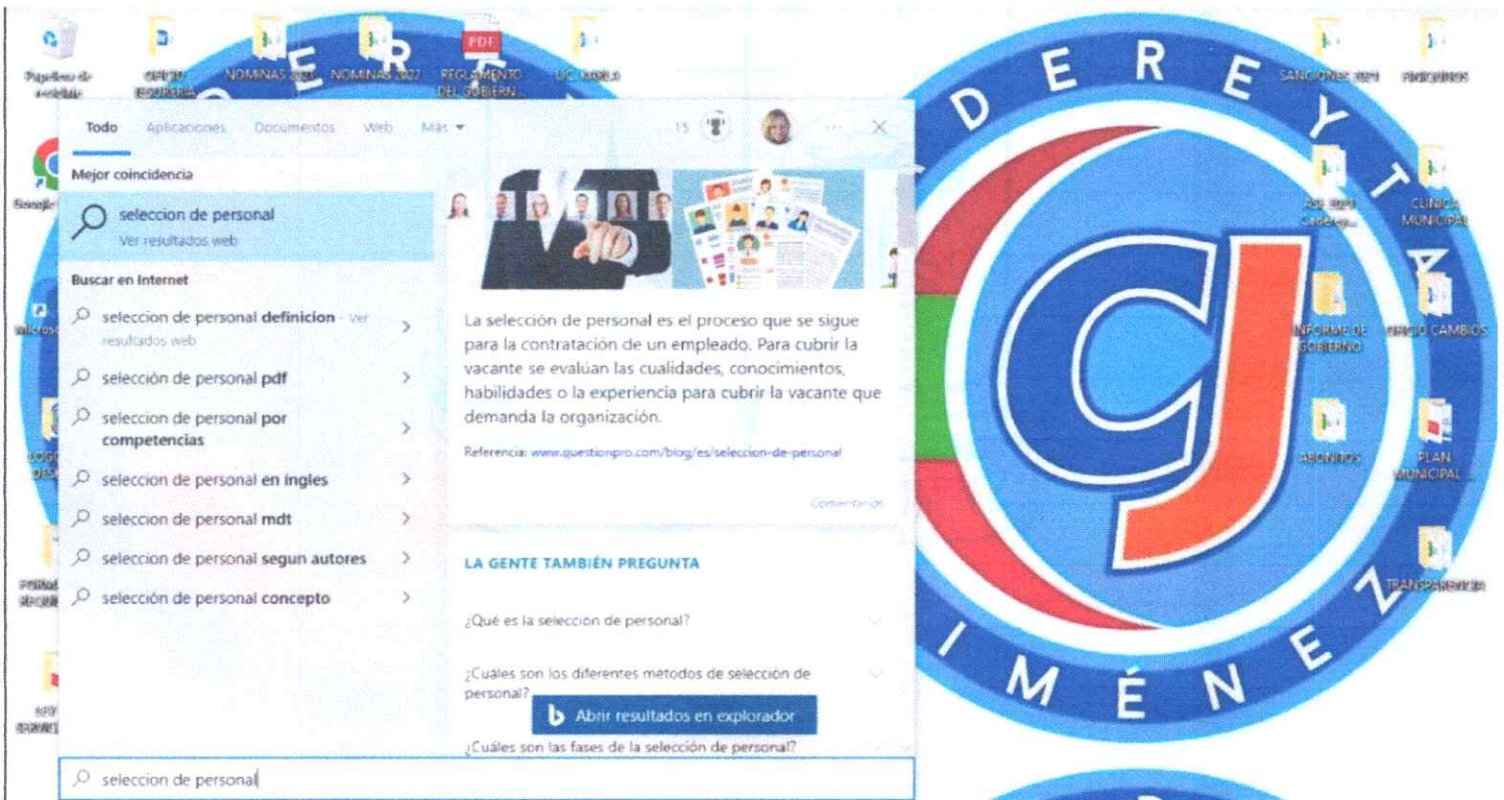 Papelera de
NOMINAS
NOMINAS 2022
REGLAMENTO
DEL GOBIERN...
PDF
SANCIONES
CADEREYTA
JIMÉNEZ
CJ
CLINICA
MUNICIPAL
INFORME DE
GOBIERNO
OFICIO CAMBIOS
PLAN
MUNICIPAL ...
TRANSPARENCIA
Google
Todo Aplicaciones Documentos Web Más
15
Mejor coincidencia
seleccion de personal
Ver resultados web
Buscar en Internet
seleccion de personal definicion - Ver
resultados web
selección de personal pdf
seleccion de personal por
competencias
seleccion de personal en ingles
seleccion de personal mdt
seleccion de personal segun autores
selección de personal concepto
La selección de personal es el proceso que se sigue
para la contratación de un empleado. Para cubrir la
vacante se evalúan las cualidades, conocimientos,
habilidades o la experiencia para cubrir la vacante que
demanda la organización.
Referencia: www.questionpro.com/blog/es/seleccion-de-personal
Comentarios
LA GENTE TAMBIÉN PREGUNTA
¿Qué es la selección de personal?
¿Cuáles son los diferentes métodos de selección de
personal?
Abrir resultados en explorador
¿Cuáles son las fases de la selección de personal?
seleccion de personal